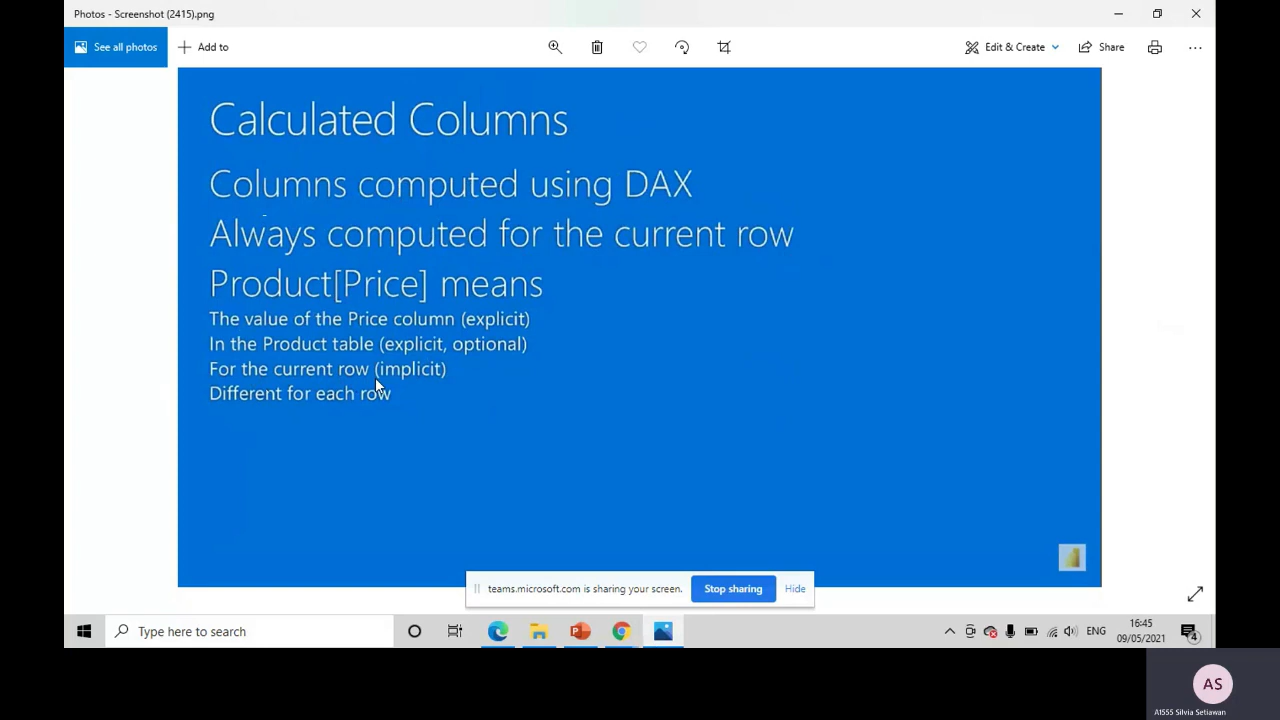 Photos - Screenshot (2415).png
See all photos
Add to
Edit & Create
Share
Calculated Columns
Columns computed using DAX
Always computed for the current row
Product[Price] means
The value of the Price column (explicit)
In the Product table (explicit, optional)
For the current row (implicit)
Different for each row
teams.microsoft.com is sharing your screen.
Stop sharing
Hide
Type here to search
ENG
16:45
09/05/2021
4
AS
A1555 Silvia Setiawan